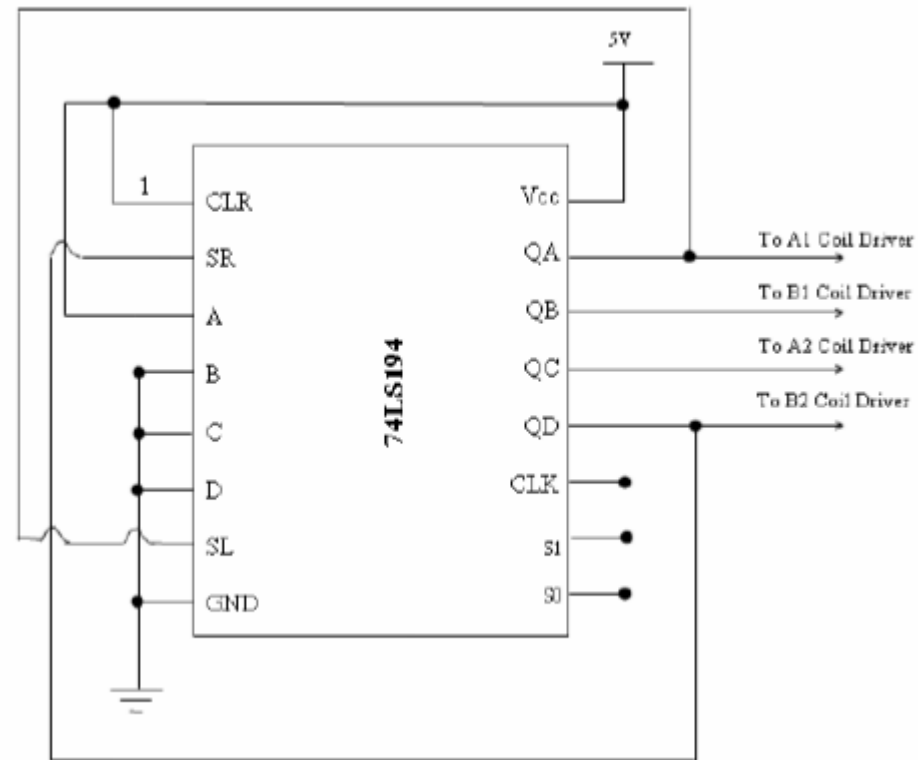 5V
1
CLR
SR
A
B
C
D
SL
GND
74LS194
Vcc
QA
QB
QC
QD
CLK
S1
S0
To A1 Coil Driver
To B1 Coil Driver
To A2 Coil Driver
To B2 Coil Driver